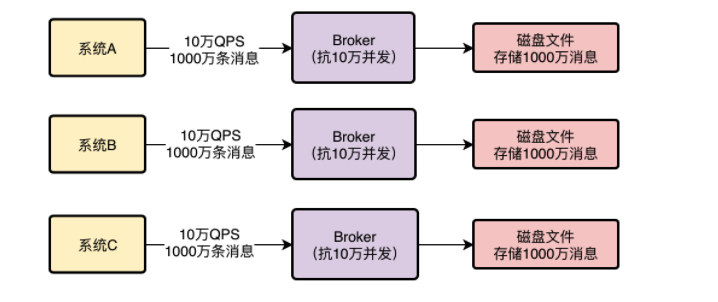 系统A
10万QPS
1000万条消息
Broker
(抗10万并发)
磁盘文件
存储1000万消息
系统B
10万QPS
1000万条消息
Broker
(抗10万并发)
磁盘文件
存储1000万消息
系统C
10万QPS
1000万条消息
Broker
(抗10万并发)
磁盘文件
存储1000万消息